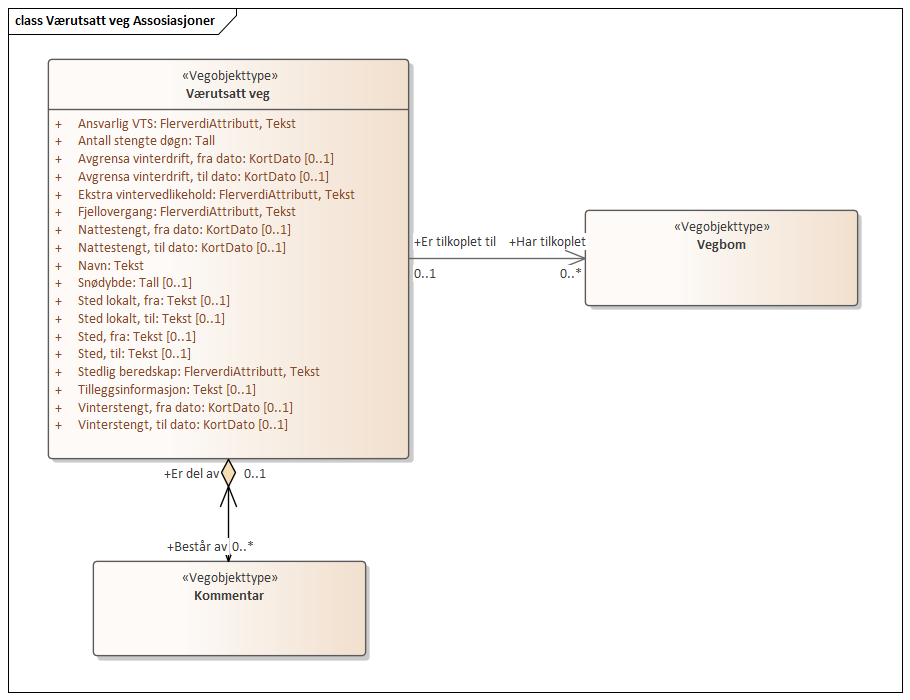 class Værutsatt veg Assosiasjoner
«Vegobjekttype»
Værutsatt veg
+ Ansvarlig VTS: FlerverdiAttributt, Tekst
+ Antall stengte døgn: Tall
+ Avgrensa vinterdrift, fra dato: KortDato [0..1]
+ Avgrensa vinterdrift, til dato: KortDato [0..1]
+ Ekstra vintervedlikehold: FlerverdiAttributt, Tekst
+ Fjellovergang: FlerverdiAttributt, Tekst
+ Nattestengt, fra dato: KortDato [0..1]
+ Nattestengt, til dato: KortDato [0..1]
+ Navn: Tekst
+ Snødybde: Tall [0..1]
+ Sted lokalt, fra: Tekst [0..1]
+ Sted lokalt, til: Tekst [0..1]
+ Sted, fra: Tekst [0..1]
+ Sted, til: Tekst [0..1]
+ Stedlig beredskap: FlerverdiAttributt, Tekst
+ Tilleggsinformasjon: Tekst [0..1]
+ Vinterstengt, fra dato: KortDato [0..1]
+ Vinterstengt, til dato: KortDato [0..1]
+Er tilkoplet til +Har tilkoplet
0..1 0..*
«Vegobjekttype»
Vegbom
+Er del av 0..1
+Består av 0..*
«Vegobjekttype»
Kommentar